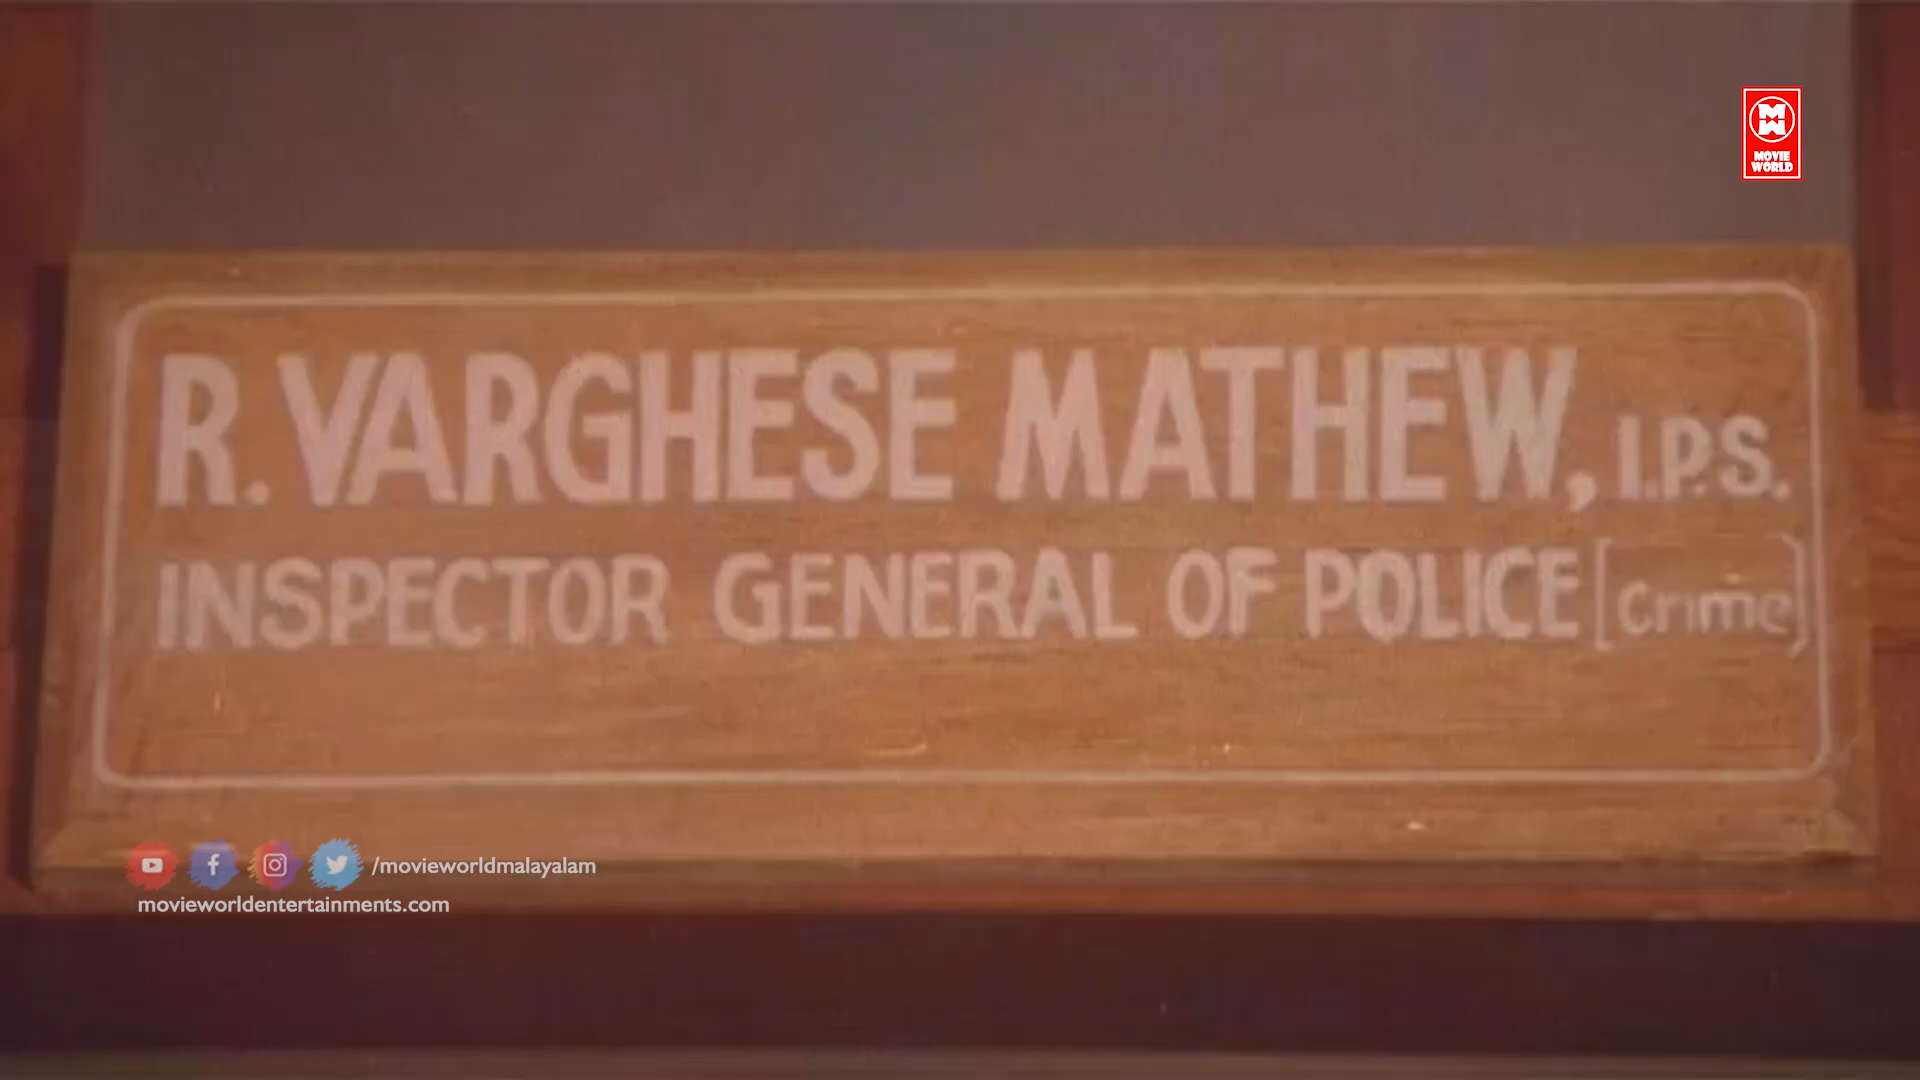 MOVIE
WORLD
R. VARGHESE MATHEW, I.P.S.
INSPECTOR GENERAL OF POLICE [Crime]
/movieworldmalayalam
movieworldentertainments.com